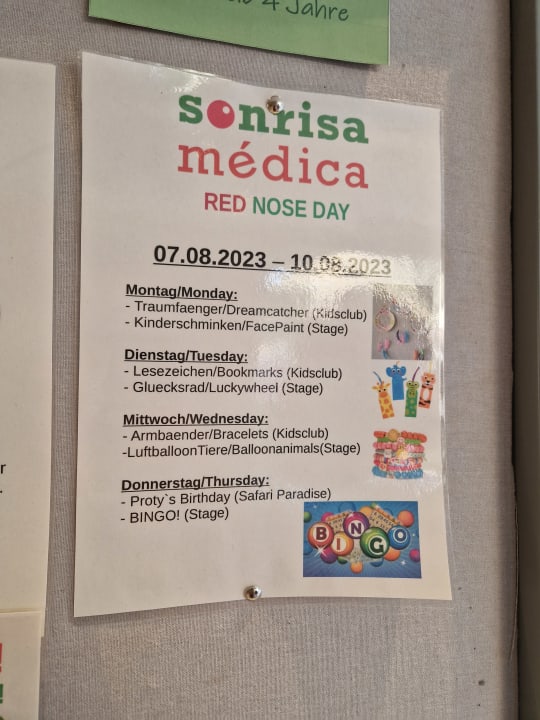 4 Jahre
sonrisa
médica
RED NOSE DAY
07.08.2023 – 10.08.2023
Montag/Monday:
- Traumfaenger/Dreamcatcher (Kidsclub)
- Kinderschminken/FacePaint (Stage)
Dienstag/Tuesday:
- Lesezeichen/Bookmarks (Kidsclub)
- Gluecksrad/Luckywheel (Stage)
Mittwoch/Wednesday:
- Armbaender/Bracelets (Kidsclub)
-LuftballoonTiere/Balloonanimals(Stage)
Donnerstag/Thursday:
- Proty`s Birthday (Safari Paradise)
- BINGO! (Stage)
BINGO
r
!
!